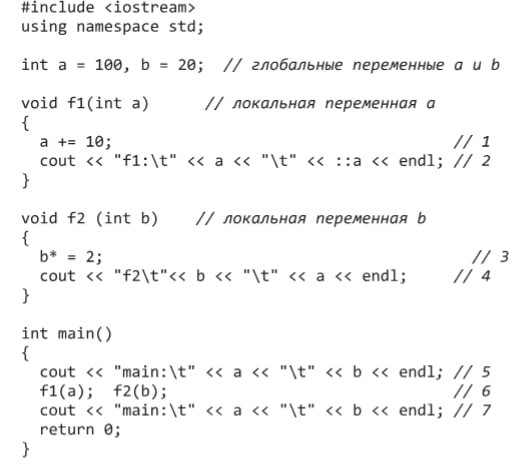 #include <iostream>
using namespace std;
int a = 100, b = 20; // глобальные переменные a и b
void f1(int a) // локальная переменная a
{
a += 10; // 1
cout << "f1:\t" << a << "\t" << ::a << endl; // 2
}
void f2 (int b) // локальная переменная b
{
b* = 2; // 3
cout << "f2\t"<< b << "\t" << a << endl; // 4
}
int main()
{
cout << "main:\t" << a << "\t" << b << endl; // 5
f1(a); f2(b); // 6
cout << "main:\t" << a << "\t" << b << endl; // 7
return 0;
}